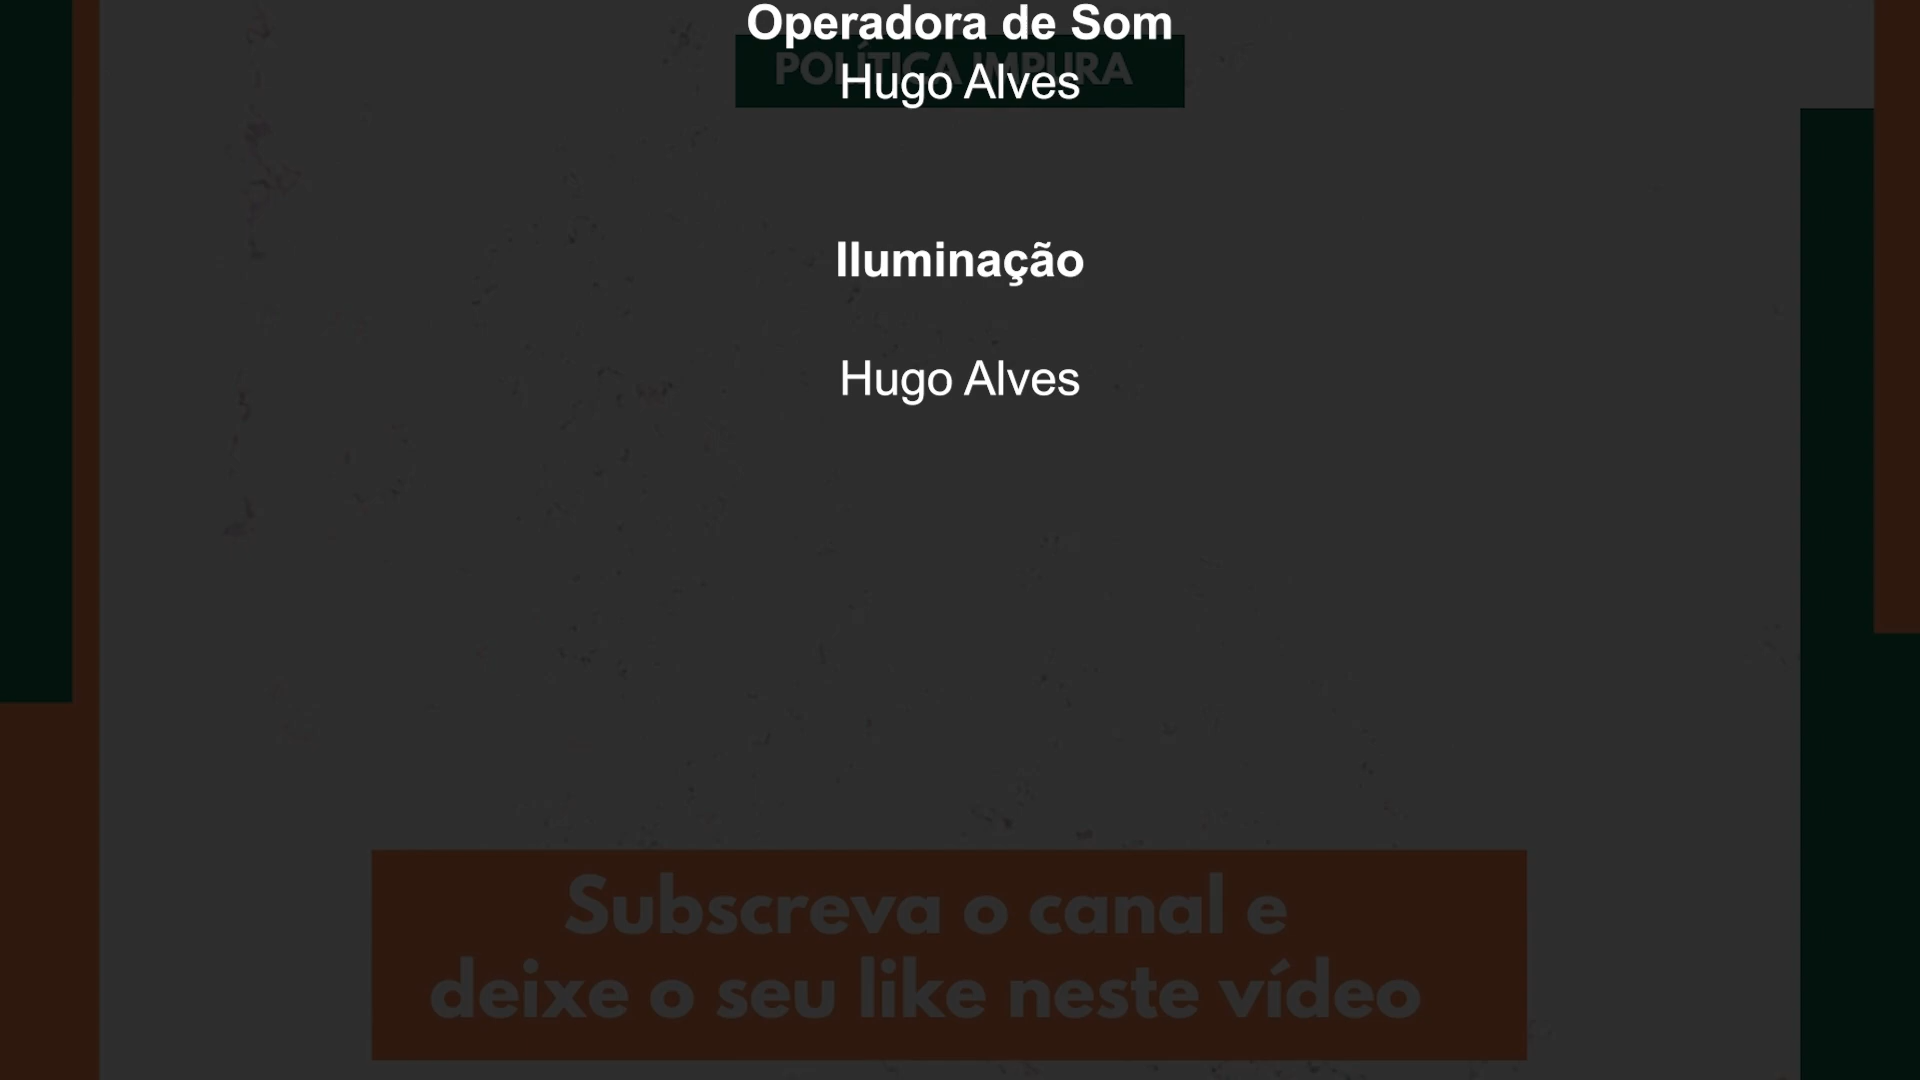 Operadora de Som
POLÍTICA IMPURA
Hugo Alves
Iluminação
Hugo Alves
Subscreva o canal e
deixe o seu like neste vídeo